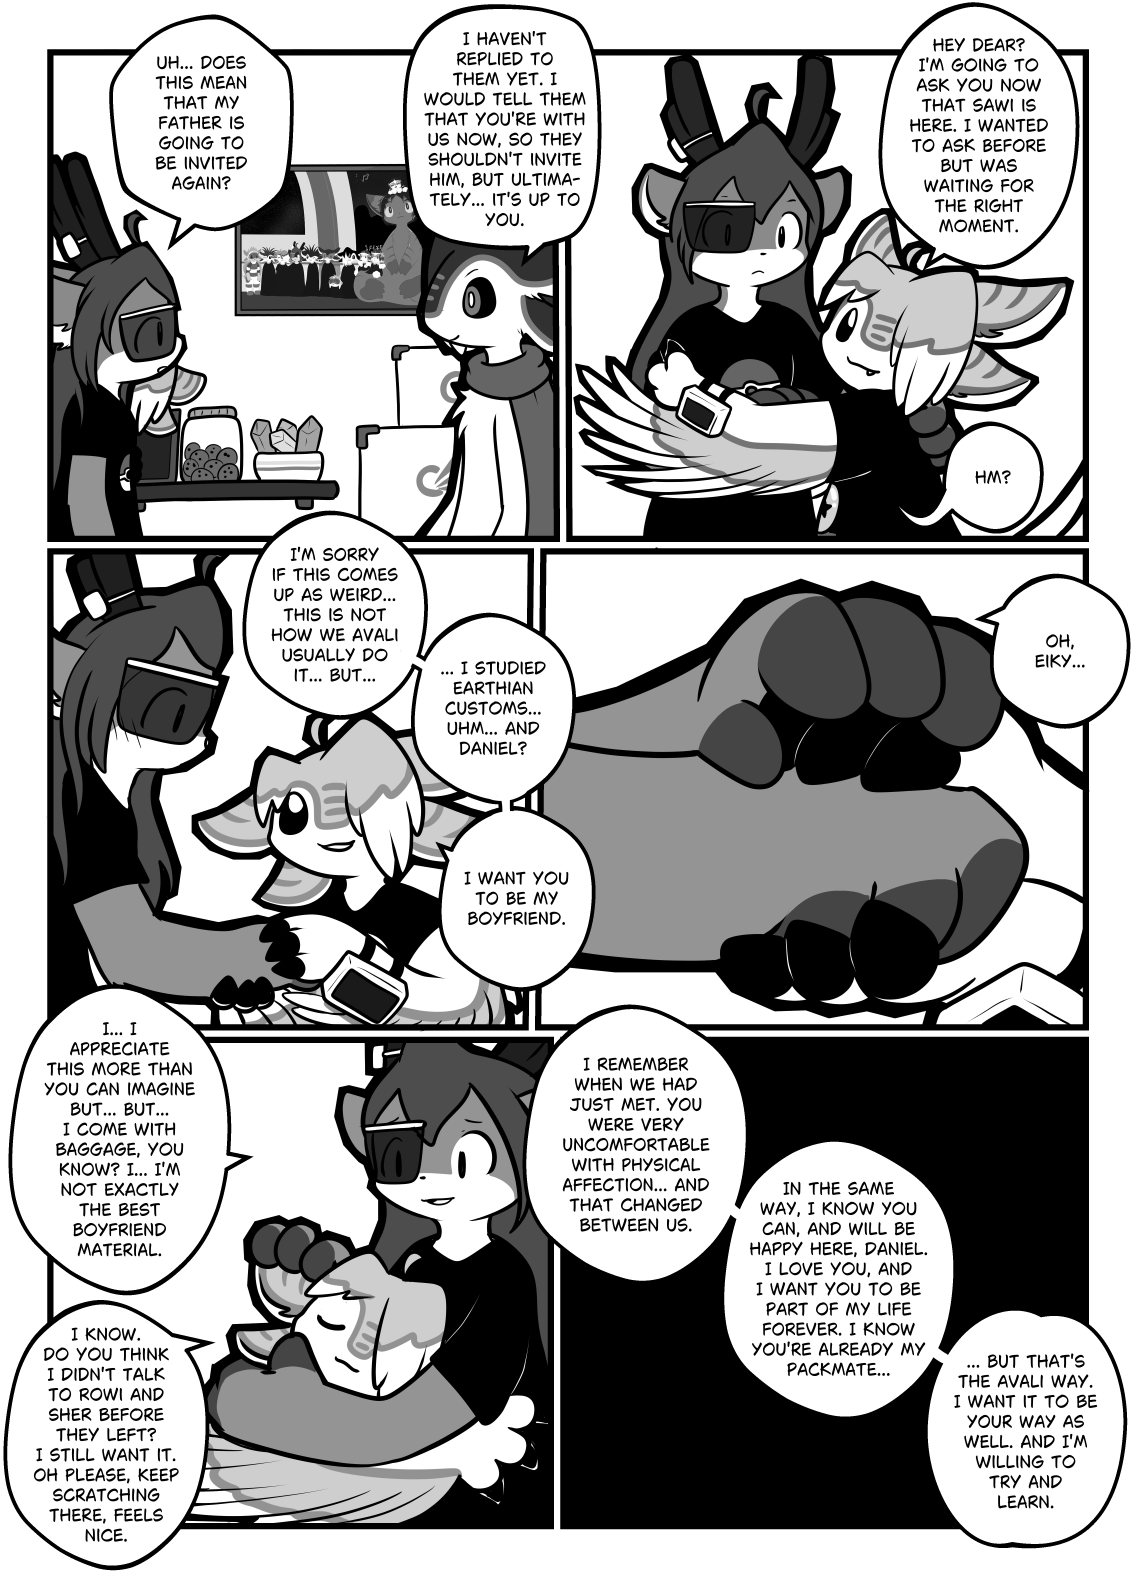 UH... DOES
THIS MEAN
THAT MY
FATHER IS
GOING TO
BE INVITED
AGAIN?
I HAVEN'T
REPLIED TO
THEM YET. I
WOULD TELL THEM
THAT YOU'RE WITH
US NOW, SO THEY
SHOULDN'T INVITE
HIM, BUT ULTIMA-
TELY... IT'S UP TO
YOU.
HEY DEAR?
I'M GOING TO
ASK YOU NOW
THAT SAWI IS
HERE. I WANTED
TO ASK BEFORE
BUT WAS
WAITING FOR
THE RIGHT
MOMENT.
HM?
I'M SORRY
IF THIS COMES
UP AS WEIRD...
THIS IS NOT
HOW WE AVALI
USUALLY DO
IT... BUT...
... I STUDIED
EARTHIAN
CUSTOMS...
UHM... AND
DANIEL?
I WANT YOU
TO BE MY
BOYFRIEND.
OH,
EIKY...
I... I
APPRECIATE
THIS MORE THAN
YOU CAN IMAGINE
BUT... BUT...
I COME WITH
BAGGAGE, YOU
KNOW? I... I'M
NOT EXACTLY
THE BEST
BOYFRIEND
MATERIAL.
I KNOW.
DO YOU THINK
I DIDN'T TALK
TO ROWI AND
SHER BEFORE
THEY LEFT?
I STILL WANT IT.
OH PLEASE, KEEP
SCRATCHING
THERE, FEELS
NICE.
I REMEMBER
WHEN WE HAD
JUST MET. YOU
WERE VERY
UNCOMFORTABLE
WITH PHYSICAL
AFFECTION... AND
THAT CHANGED
BETWEEN US.
IN THE SAME
WAY, I KNOW YOU
CAN, AND WILL BE
HAPPY HERE, DANIEL.
I LOVE YOU, AND
I WANT YOU TO BE
PART OF MY LIFE
FOREVER. I KNOW
YOU'RE ALREADY MY
PACKMATE...
... BUT THAT'S
THE AVALI WAY.
I WANT IT TO BE
YOUR WAY AS
WELL. AND I'M
WILLING TO
TRY AND
LEARN.